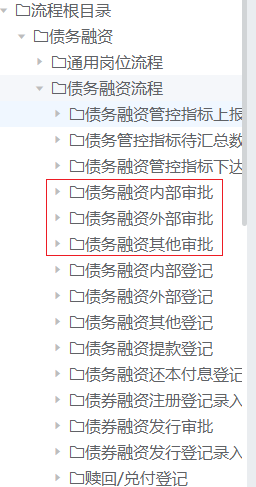 流程根目录
债务融资
通用岗位流程
债务融资流程
债务融资管控指标上报
债务管控指标待汇总数
债务融资管控指标下达
债务融资内部审批
债务融资外部审批
债务融资其他审批
债务融资内部登记
债务融资外部登记
债务融资其他登记
债务融资提款登记
债务融资还本付息登记
债券融资注册登记录入
债券融资发行审批
债券融资发行登记录入
赎回/兑付登记